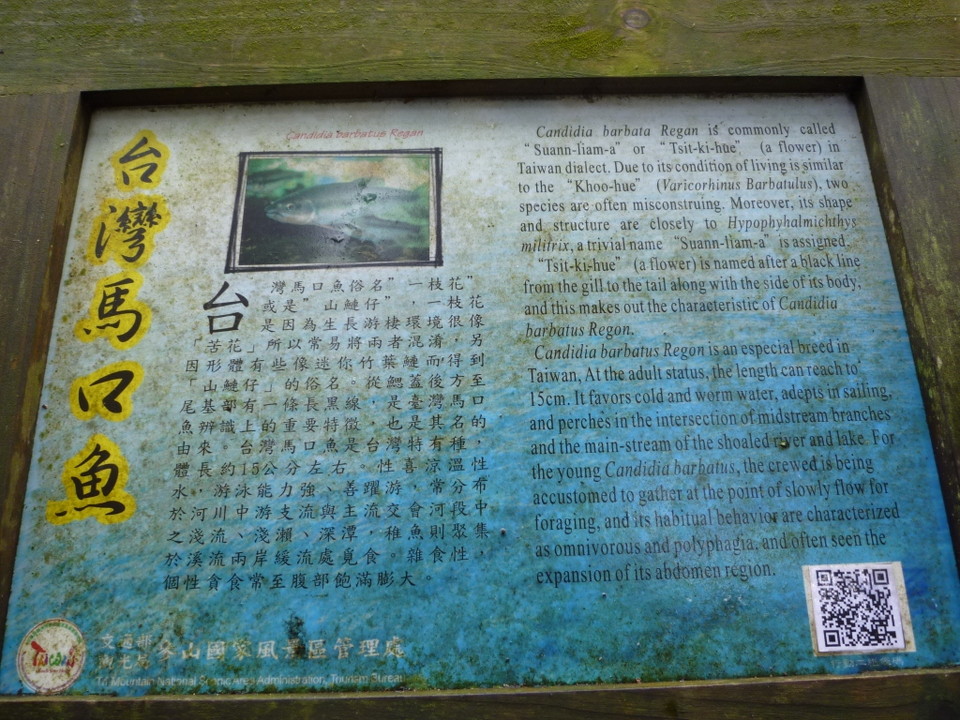 台灣馬口魚
Candidia barbatus Regan
台灣馬口魚俗名”一枝花”
或是”山鰱仔”，一枝花
是因為生長游棲環境很像
「苦花」所以常易將兩者混淆，另
因形體有些像迷你竹葉鰱而得到
「山鰱仔」的俗名。從鰓蓋後方至
尾基部有一條長黑線，是臺灣馬口
魚辨識上的重要特徵，也是其名的
由來。台灣馬口魚是台灣特有種，
體長約15公分左右。性喜涼溫性
水，游泳能力強、善躍游，常分布
於河川中游支流與主流交會河段中
之淺流、淺瀨、深潭，稚魚則聚集
於溪流兩岸緩流處覓食。雜食性，
個性貪食常至腹部飽滿膨大。
Candidia barbata Regan is commonly called
“Suann-liam-a” or “Tsit-ki-hue” (a flower) in
Taiwan dialect. Due to its condition of living is similar
to the “Khoo-hue” (Varicorhinus Barbatulus), two
species are often misconstruing. Moreover, its shape
and structure are closely to Hypophyhalmichthys
militrix, a trivial name “Suann-liam-a” is assigned.
“Tsit-ki-hue” (a flower) is named after a black line
from the gill to the tail along with the side of its body,
and this makes out the characteristic of Candidia
barbatus Regon.
Candidia barbatus Regon is an especial breed in
Taiwan, At the adult status, the length can reach to
15cm. It favors cold and worm water, adepts in sailing,
and perches in the intersection of midstream branches
and the main-stream of the shoaled river and lake. For
the young Candidia barbatus, the crewed is being
accustomed to gather at the point of slowly flow for
foraging, and its habitual behavior are characterized
as omnivorous and polyphagia, and often seen the
expansion of its abdomen region.
交通部
觀光局 參山國家風景區管理處
Tri Mountain National Scenic Area Administration, Tourism Bureau